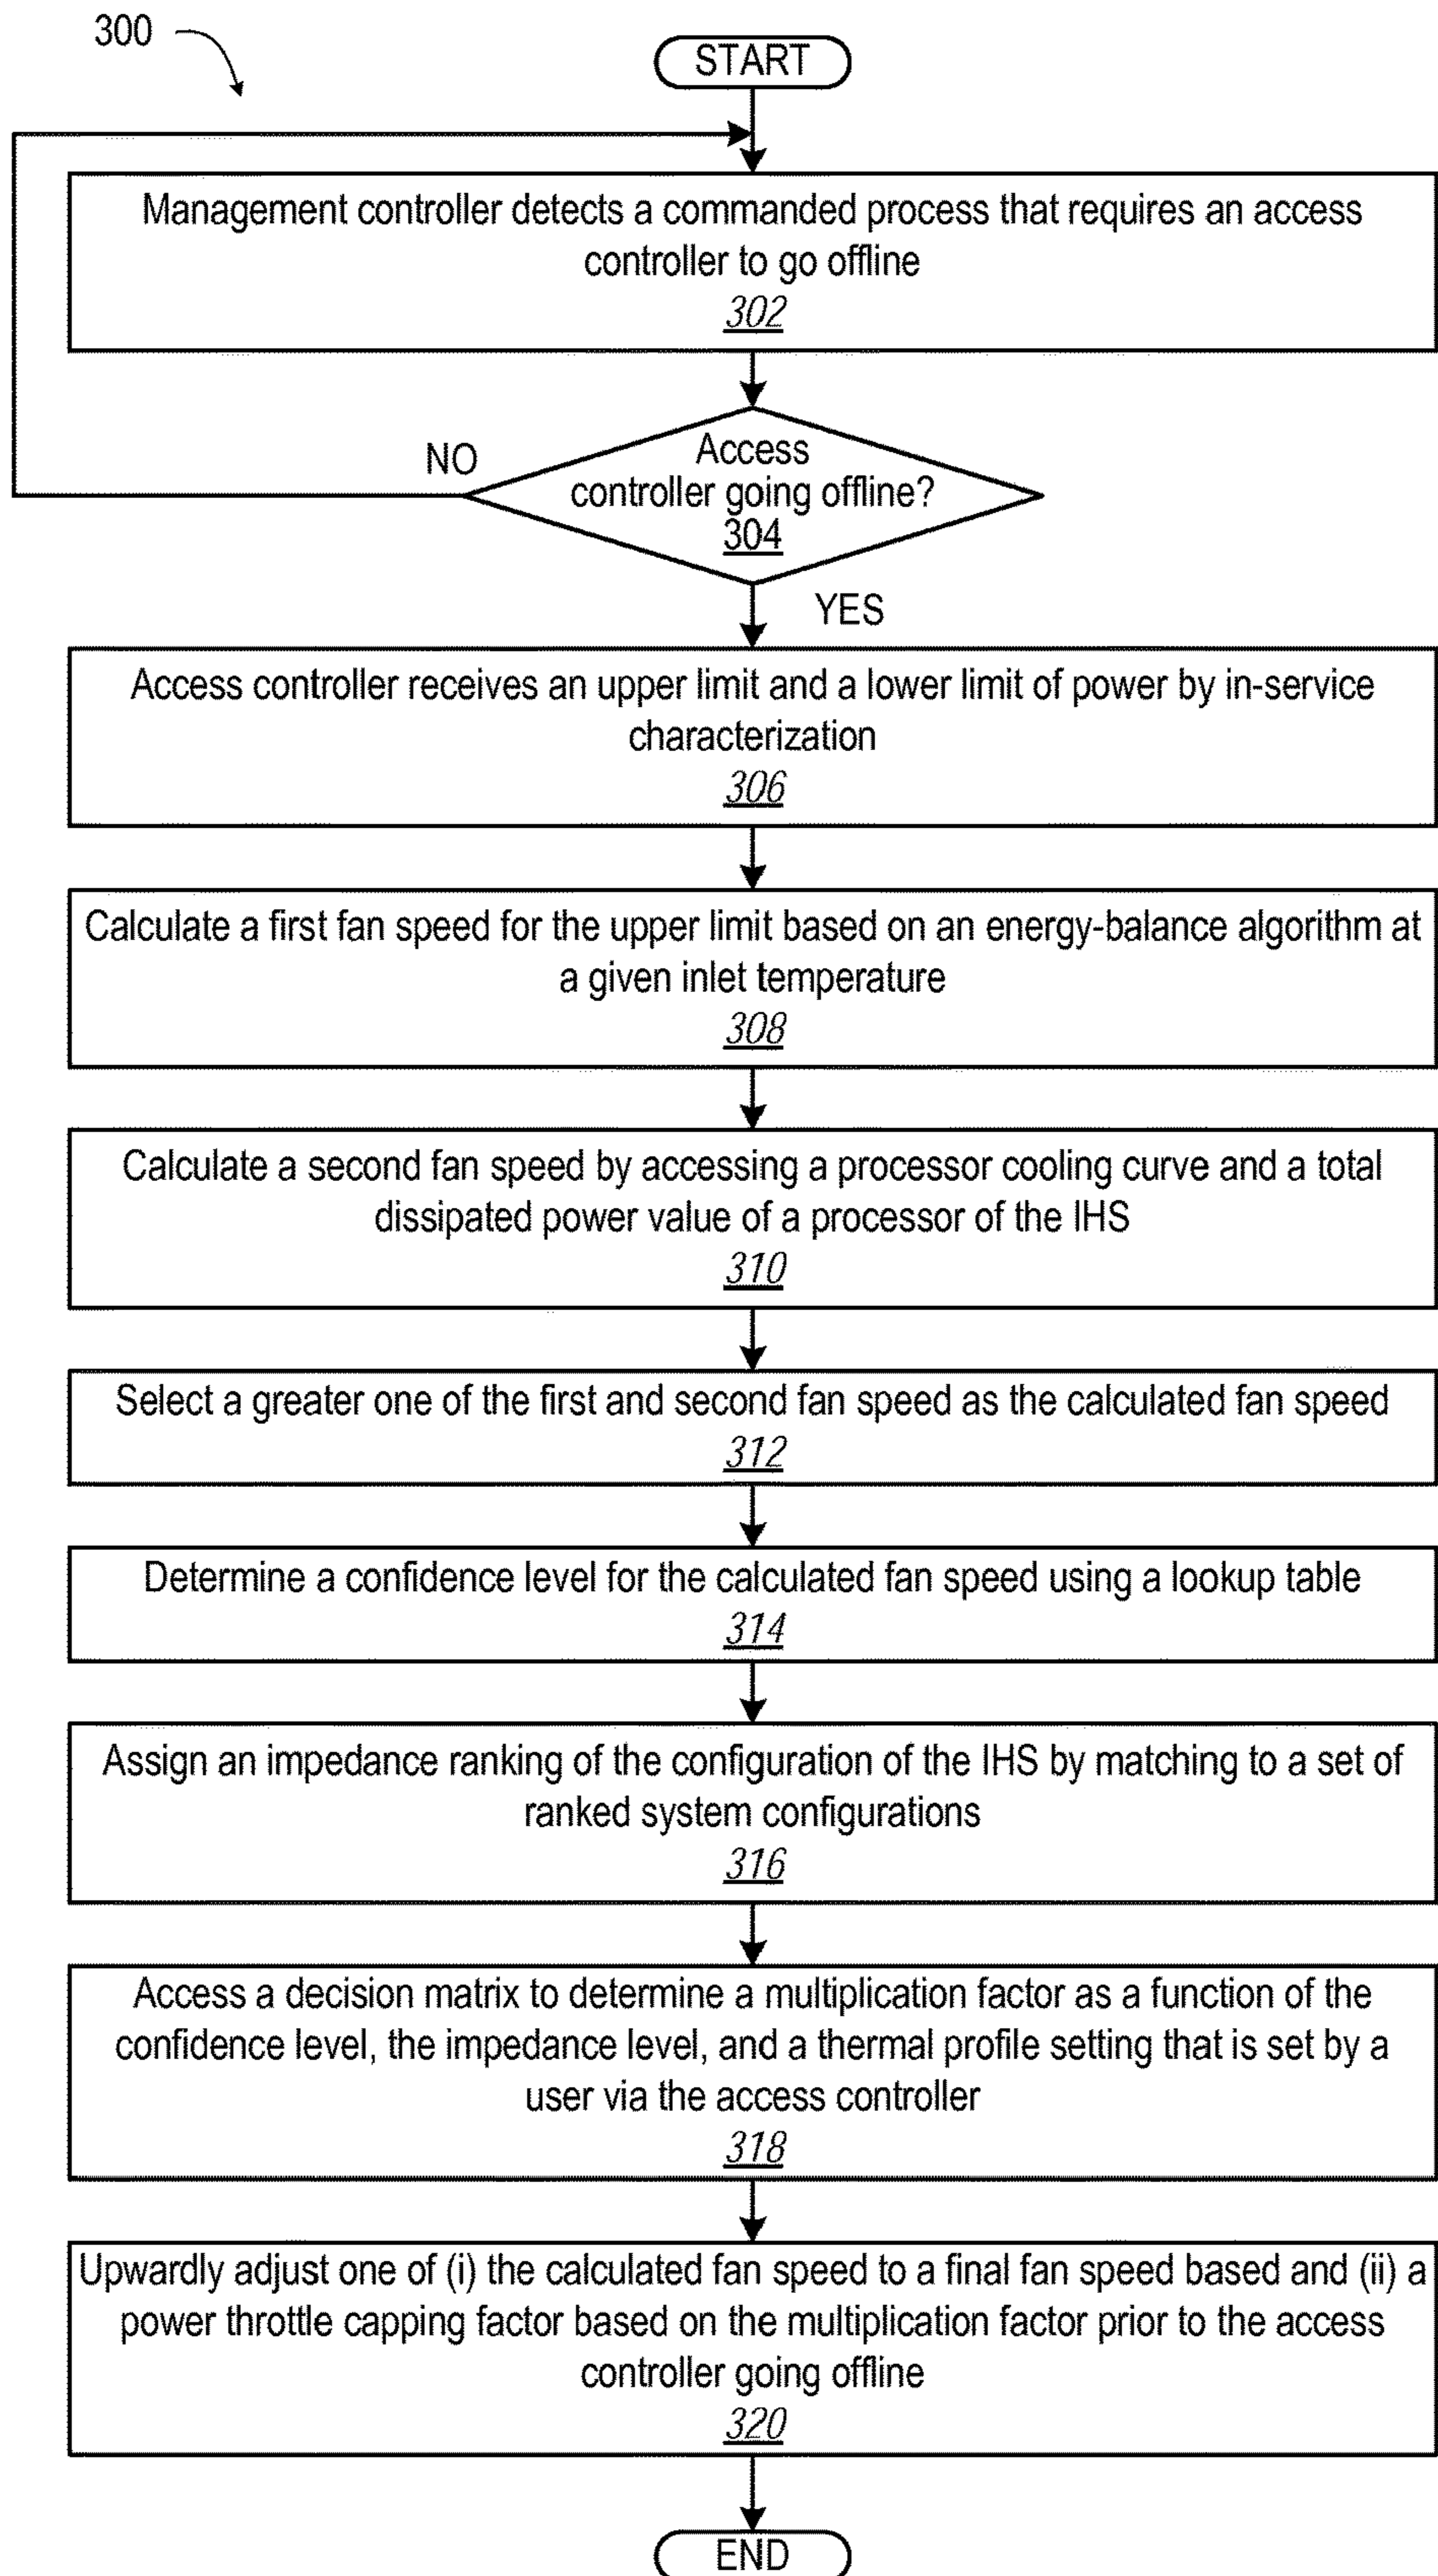 300
START
Management controller detects a commanded process that requires an access
controller to go offline
302
Access
controller going offline?
304
NO
YES
Access controller receives an upper limit and a lower limit of power by in-service
characterization
306
Calculate a first fan speed for the upper limit based on an energy-balance algorithm at
a given inlet temperature
308
Calculate a second fan speed by accessing a processor cooling curve and a total
dissipated power value of a processor of the IHS
310
Select a greater one of the first and second fan speed as the calculated fan speed
312
Determine a confidence level for the calculated fan speed using a lookup table
314
Assign an impedance ranking of the configuration of the IHS by matching to a set of
ranked system configurations
316
Access a decision matrix to determine a multiplication factor as a function of the
confidence level, the impedance level, and a thermal profile setting that is set by a
user via the access controller
318
Upwardly adjust one of (i) the calculated fan speed to a final fan speed based and (ii) a
power throttle capping factor based on the multiplication factor prior to the access
controller going offline
320
END